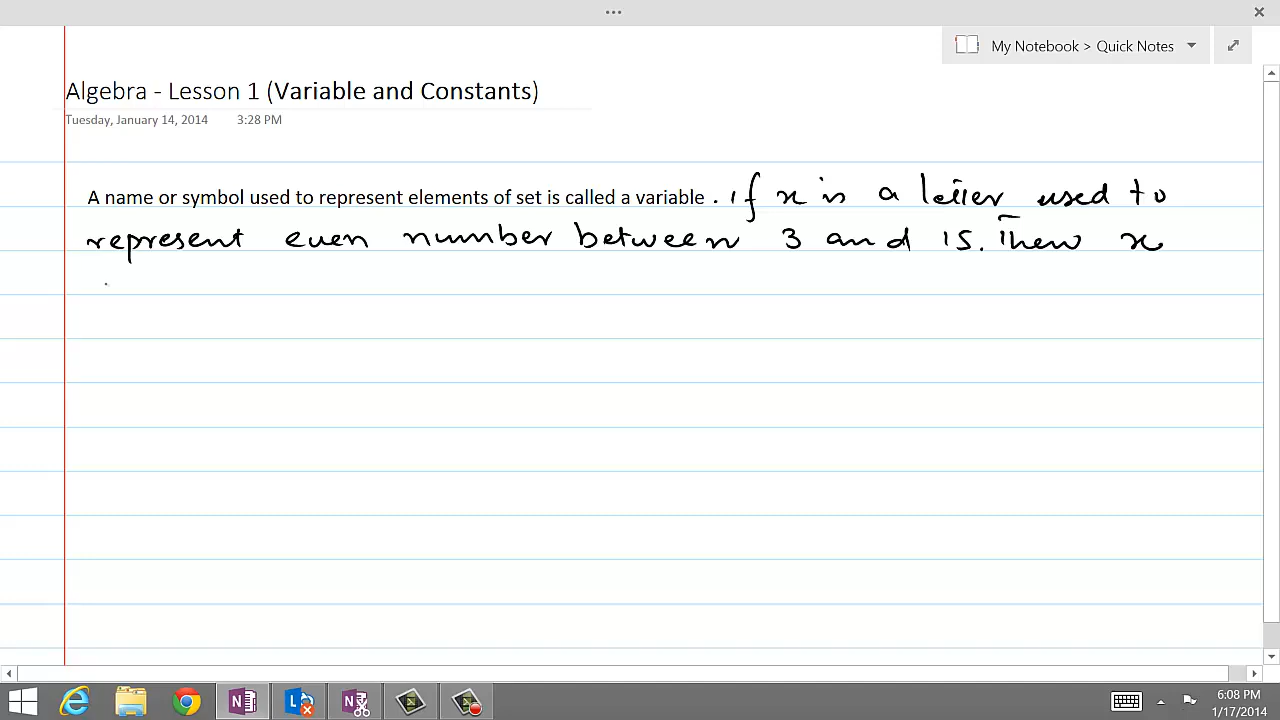 My Notebook > Quick Notes
Algebra - Lesson 1 (Variable and Constants)
Tuesday, January 14, 2014 3:28 PM
A name or symbol used to represent elements of set is called a variable . If x is a letter used to
represent even number between 3 and 15. Then x
6:08 PM
1/17/2014